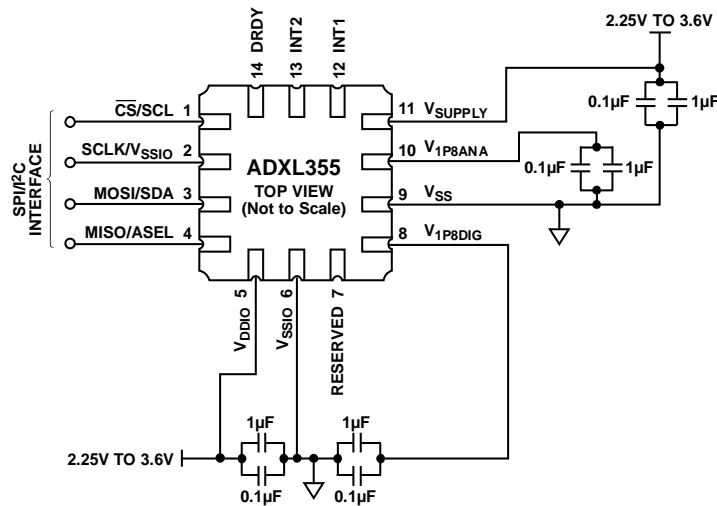 2.25V TO 3.6V
14 DRDY
13 INT2
12 INT1
0.1µF
1µF
SPI/I²C
INTERFACE
C̅S̅/SCL 1
SCLK/VSSIO 2
MOSI/SDA 3
MISO/ASEL 4
ADXL355
TOP VIEW
(Not to Scale)
11 VSUPPLY
10 V1P8ANA
9 VSS
8 V1P8DIG
0.1µF
1µF
VDDIO 5
VSSIO 6
RESERVED 7
2.25V TO 3.6V
1µF
0.1µF
1µF
0.1µF